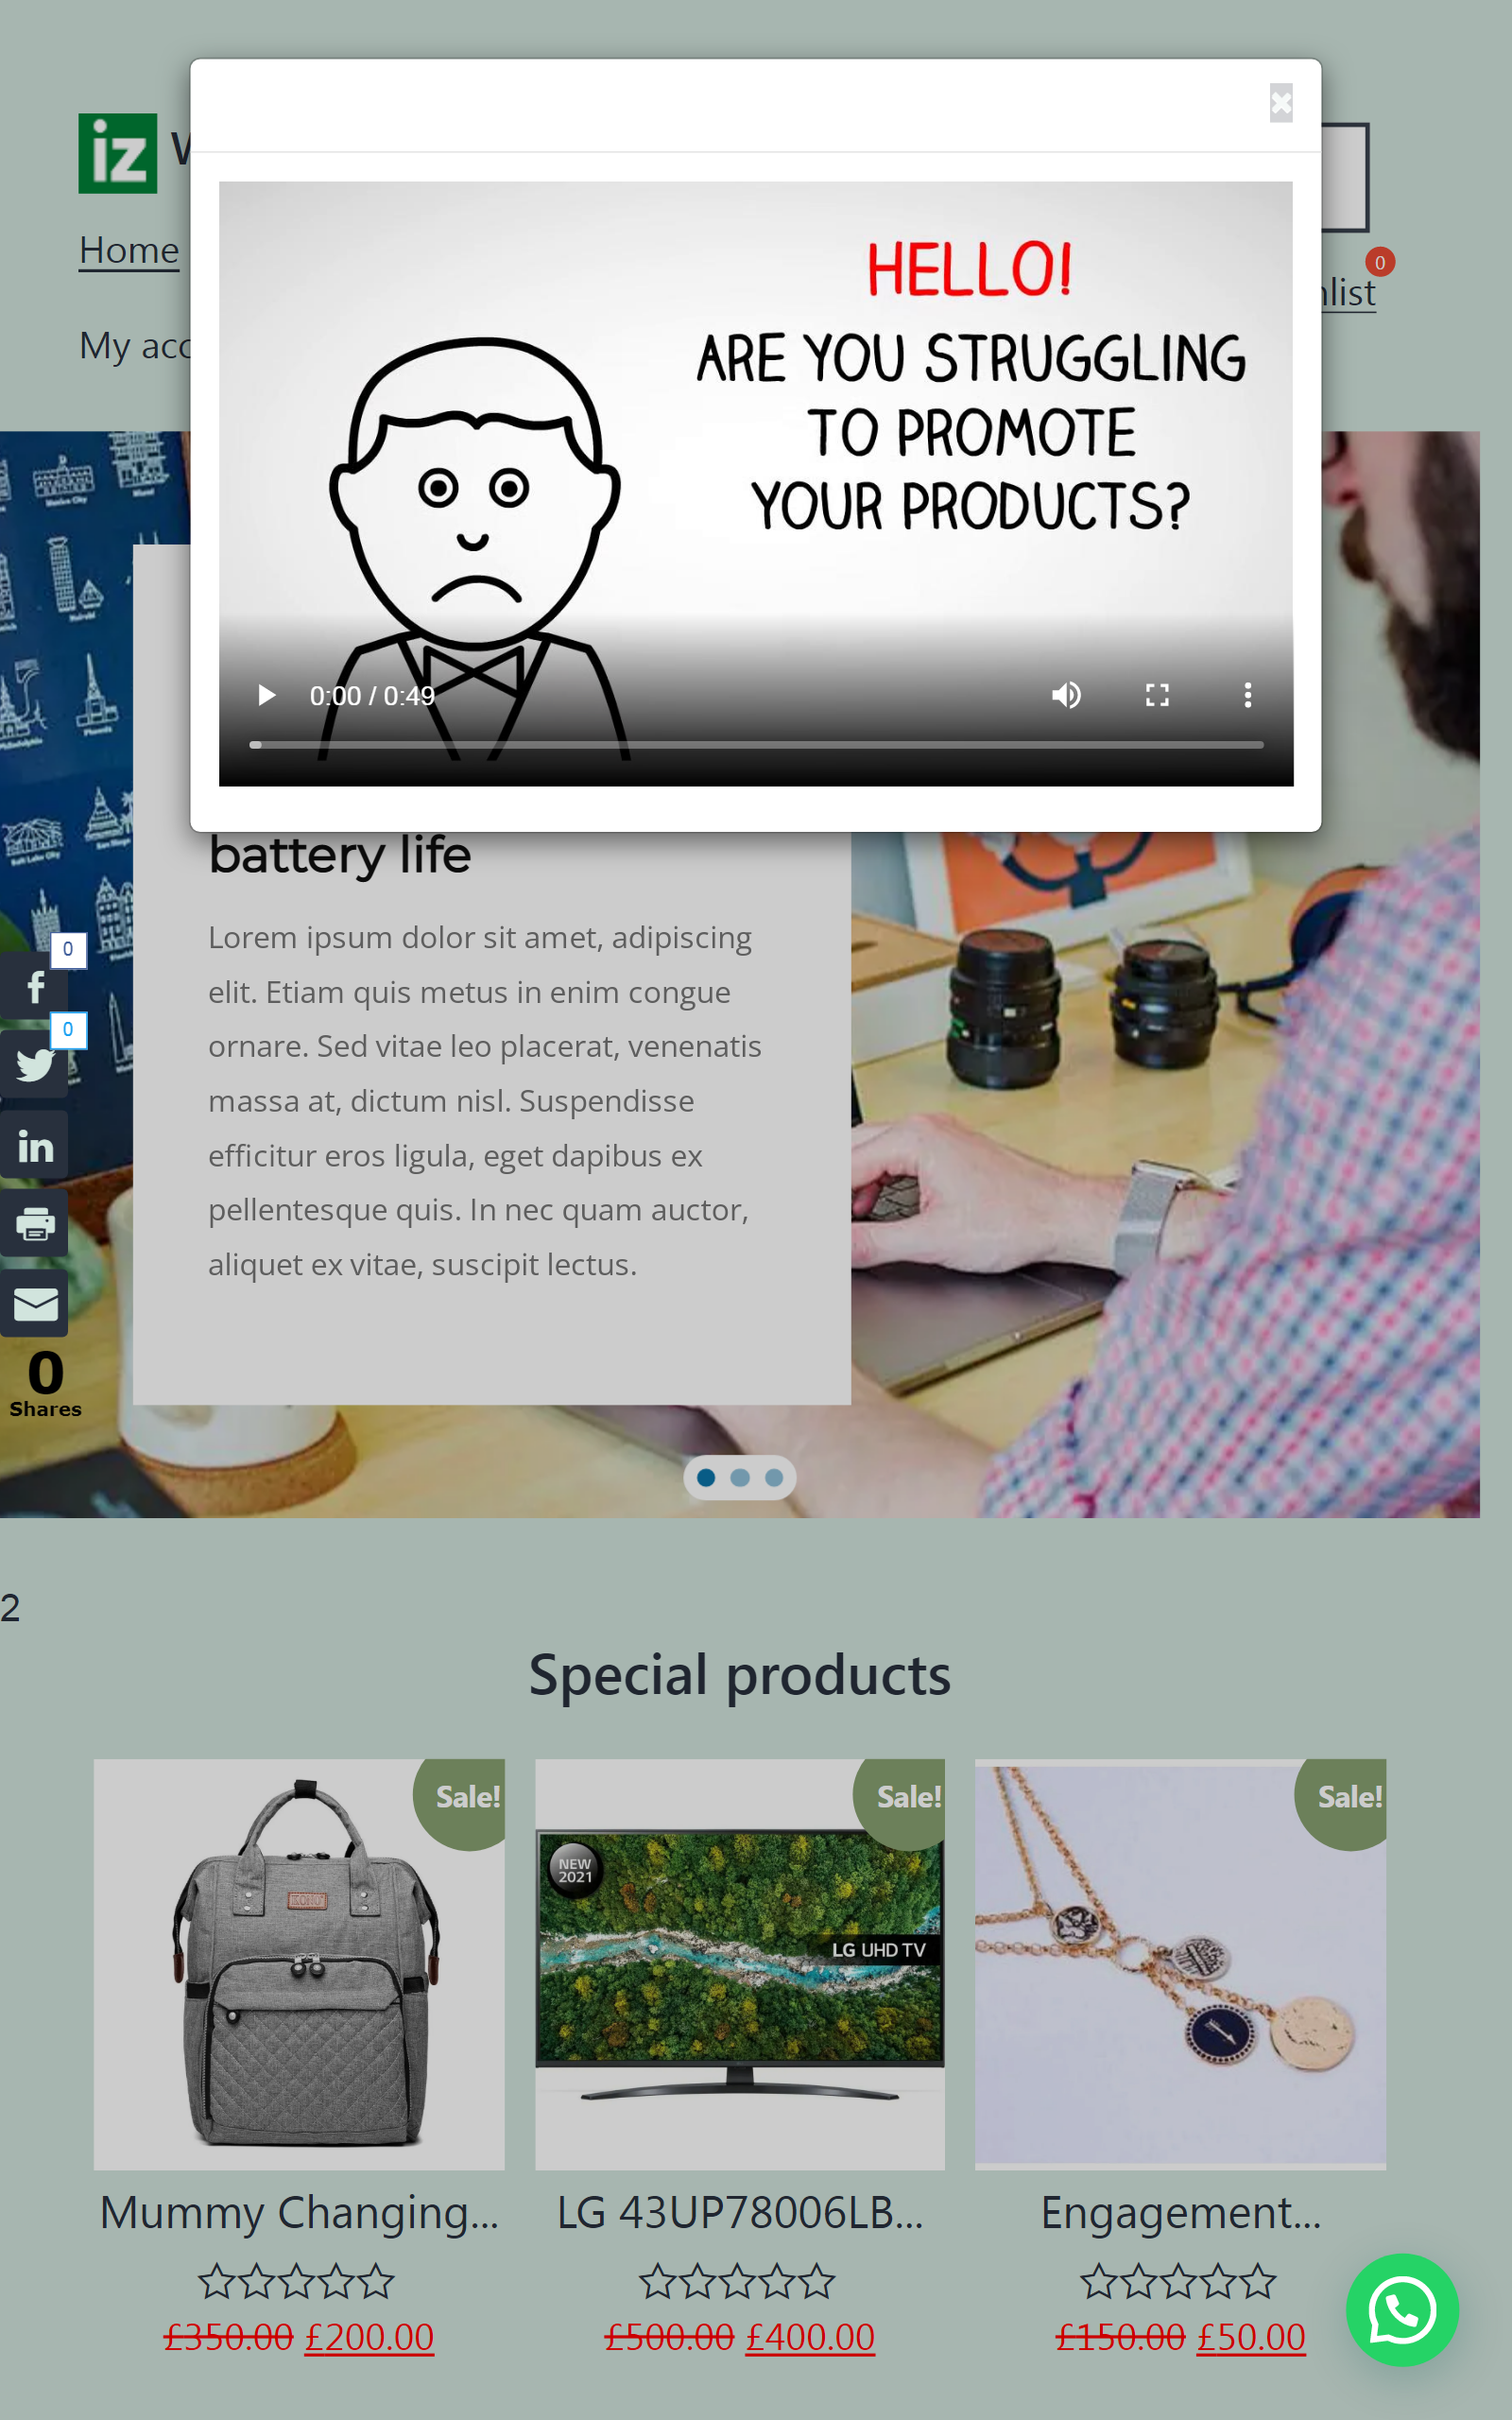 iz W
Home
nlist
0
My acc
HELLO!
ARE YOU STRUGGLING
TO PROMOTE
YOUR PRODUCTS?
0:00 / 0:49
battery life
Lorem ipsum dolor sit amet, adipiscing
elit. Etiam quis metus in enim congue
ornare. Sed vitae leo placerat, venenatis
massa at, dictum nisl. Suspendisse
efficitur eros ligula, eget dapibus ex
pellentesque quis. In nec quam auctor,
aliquet ex vitae, suscipit lectus.
0
0
0
Shares
2
Special products
Sale!
Sale!
Sale!
NEW
2021
LG UHD TV
Mummy Changing...
LG 43UP78006LB...
Engagement...
£350.00 £200.00
£500.00 £400.00
£150.00 £50.00